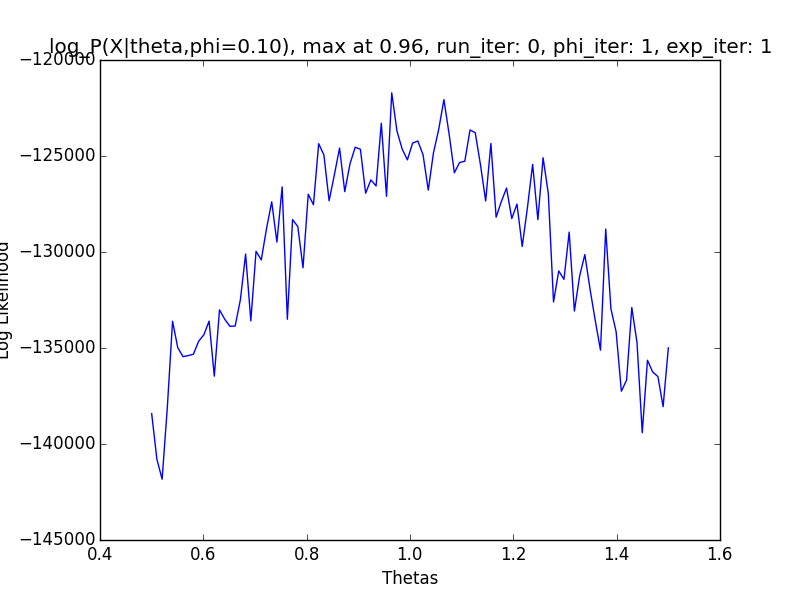 log_P(X|theta,phi=0.10), max at 0.96, run_iter: 0, phi_iter: 1, exp_iter: 1
−120000
−125000
−130000
−135000
−140000
−145000
Log Likelihood
0.4 0.6 0.8 1.0 1.2 1.4 1.6
Thetas